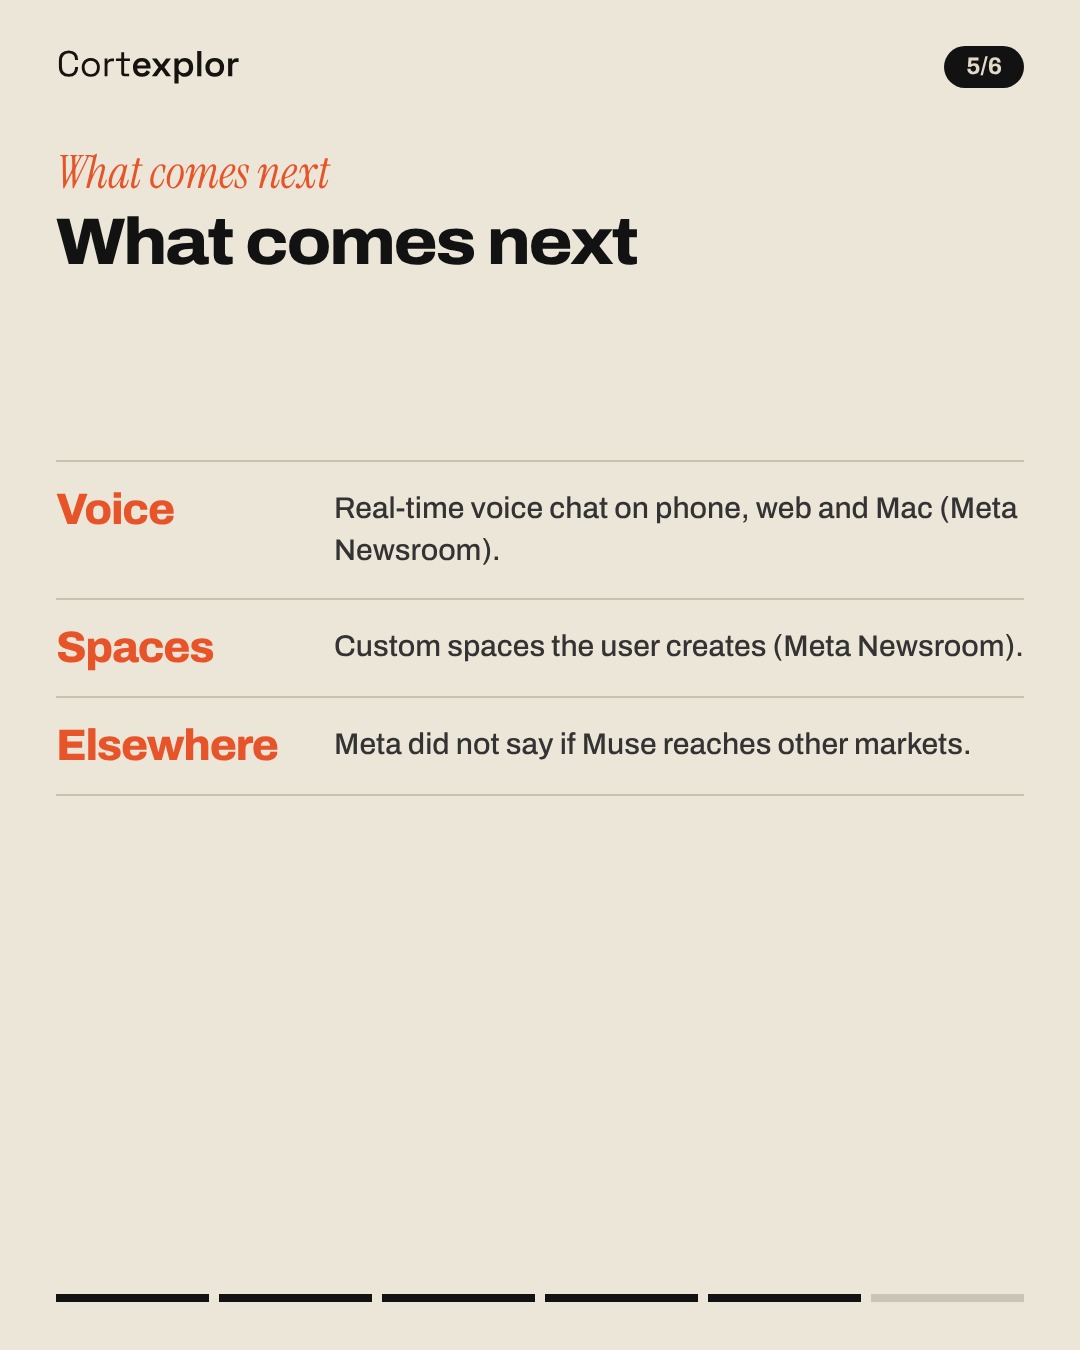 Cortexplor
5/6
What comes next
What comes next
Voice
Real-time voice chat on phone, web and Mac (Meta
Newsroom).
Spaces
Custom spaces the user creates (Meta Newsroom).
Elsewhere
Meta did not say if Muse reaches other markets.